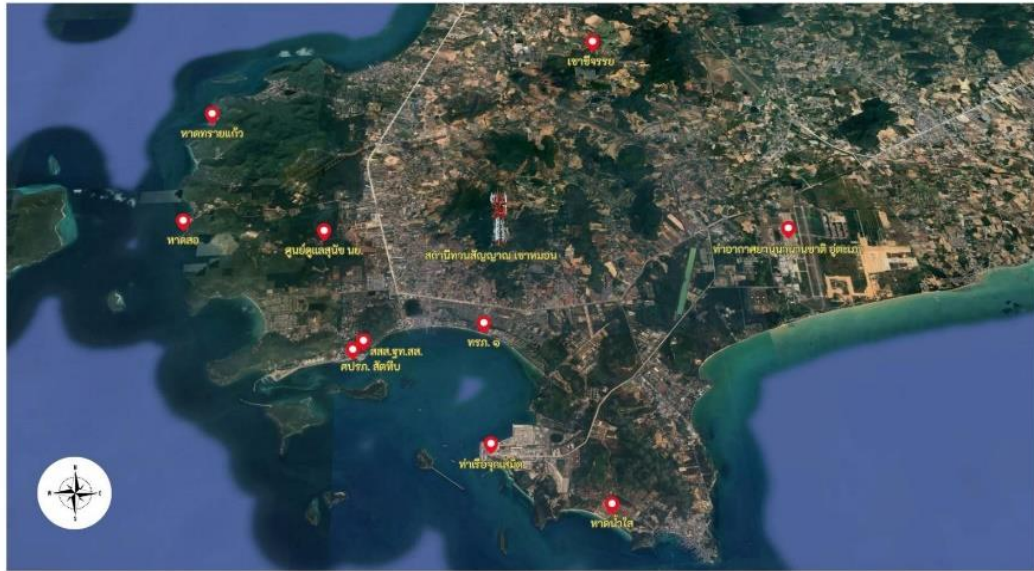 เขาชีจรรย์
หาดทรายแก้ว
หาดสอ
ศูนย์ดูแลสุนัข นย.
สถานีทวนสัญญาณ เขาหมอน
ท่าอากาศยานนานาชาติ อู่ตะเภา
ทรภ. ๑
สสส.ฐท.สส.
ศปรภ. สัตหีบ
ท่าเรือจุกเสม็ด
หาดน้ำใส
N
W
E
S